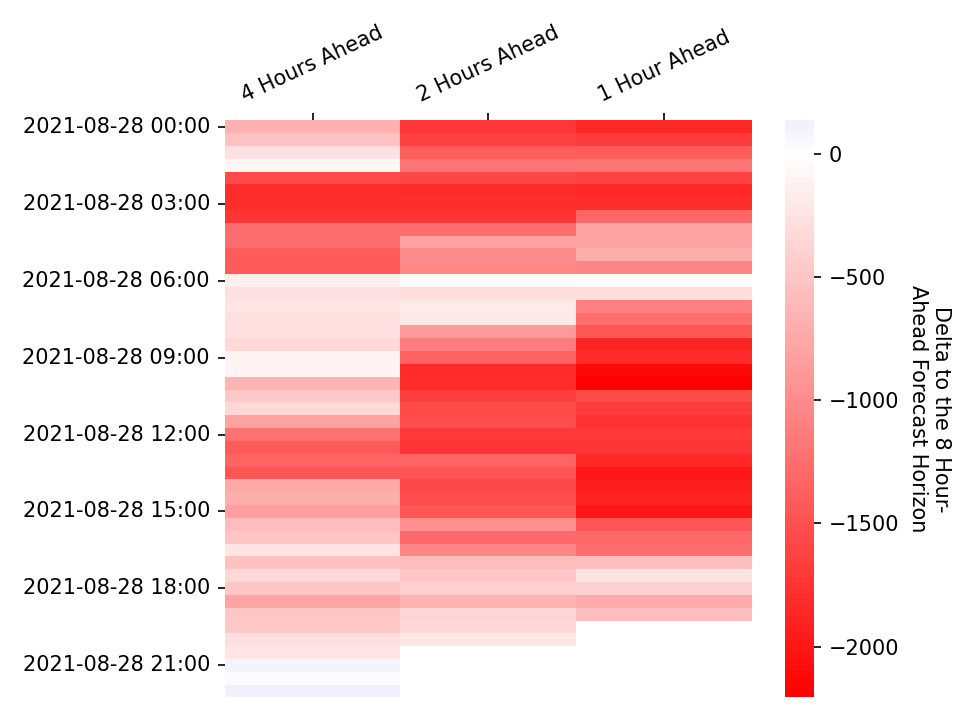 4 Hours Ahead
2 Hours Ahead
1 Hour Ahead
2021-08-28 00:00
2021-08-28 03:00
2021-08-28 06:00
2021-08-28 09:00
2021-08-28 12:00
2021-08-28 15:00
2021-08-28 18:00
2021-08-28 21:00
0
−500
−1000
−1500
−2000
Delta to the 8 Hour-
Ahead Forecast Horizon